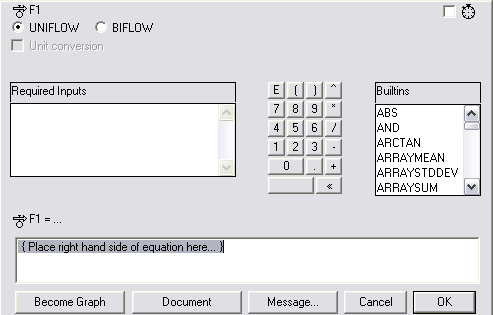 F1
UNIFLOW BIFLOW
Unit conversion
Required Inputs
E ( ) ^
7 8 9 *
4 5 6 /
1 2 3 -
0 . +
«
Builtins
ABS
AND
ARCTAN
ARRAYMEAN
ARRAYSTDDEV
ARRAYSUM
F1 = ...
{ Place right hand side of equation here... }
Become Graph Document Message... Cancel OK